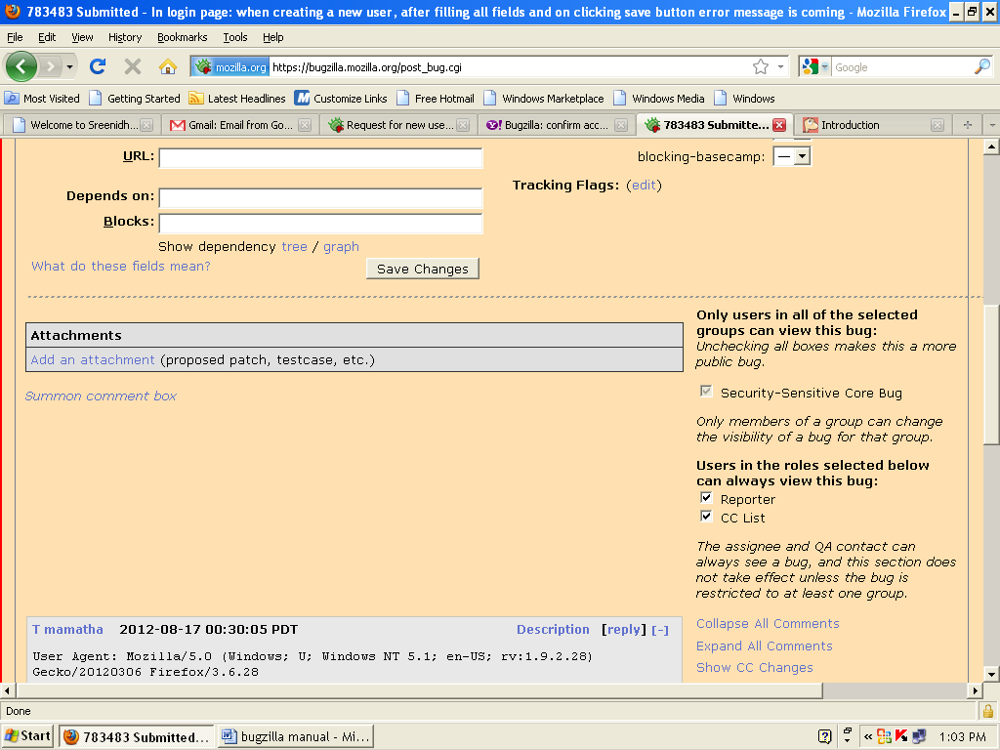 783483 Submitted - In login page: when creating a new user, after filling all fields and on clicking save button error message is coming - Mozilla Firefox
File Edit View History Bookmarks Tools Help
mozilla.org https://bugzilla.mozilla.org/post_bug.cgi Google
Most Visited Getting Started Latest Headlines Customize Links Free Hotmail Windows Marketplace Windows Media Windows
Welcome to Sreenidh... Gmail: Email from Go... Request for new use... Bugzilla: confirm acc... 783483 Submitte... Introduction
URL:
blocking-basecamp: —
Tracking Flags: (edit)
Depends on:
Blocks:
Show dependency tree / graph
What do these fields mean? Save Changes
Attachments
Add an attachment (proposed patch, testcase, etc.)
Summon comment box
Only users in all of the selected
groups can view this bug:
Unchecking all boxes makes this a more
public bug.
Security-Sensitive Core Bug
Only members of a group can change
the visibility of a bug for that group.
Users in the roles selected below
can always view this bug:
Reporter
CC List
The assignee and QA contact can
always see a bug, and this section does
not take effect unless the bug is
restricted to at least one group.
Collapse All Comments
Expand All Comments
Show CC Changes
T mamatha 2012-08-17 00:30:05 PDT Description [reply] [-]
User Agent: Mozilla/5.0 (Windows; U; Windows NT 5.1; en-US; rv:1.9.2.28)
Gecko/20120306 Firefox/3.6.28
Done
Start 783483 Submitted... bugzilla manual - Mi... 1:03 PM